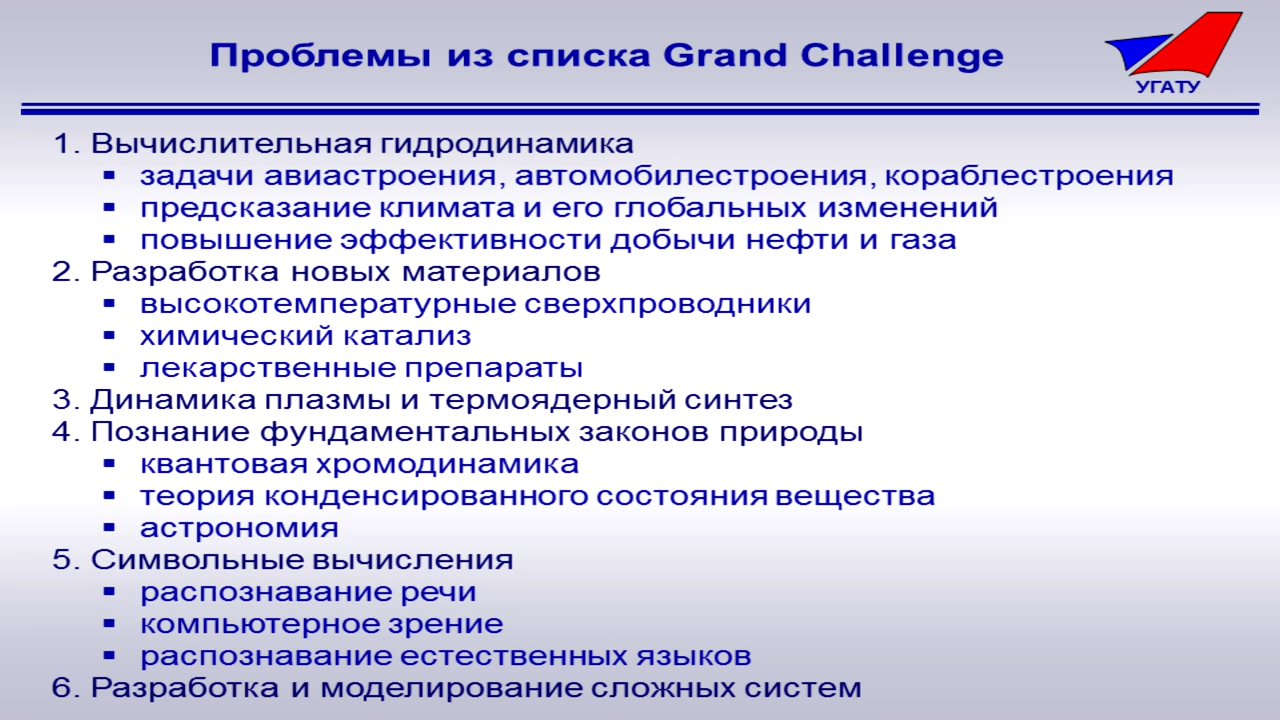 Проблемы из списка Grand Challenge
УГАТУ
1. Вычислительная гидродинамика
▪ задачи авиастроения, автомобилестроения, кораблестроения
▪ предсказание климата и его глобальных изменений
▪ повышение эффективности добычи нефти и газа
2. Разработка новых материалов
▪ высокотемпературные сверхпроводники
▪ химический катализ
▪ лекарственные препараты
3. Динамика плазмы и термоядерный синтез
4. Познание фундаментальных законов природы
▪ квантовая хромодинамика
▪ теория конденсированного состояния вещества
▪ астрономия
5. Символьные вычисления
▪ распознавание речи
▪ компьютерное зрение
▪ распознавание естественных языков
6. Разработка и моделирование сложных систем